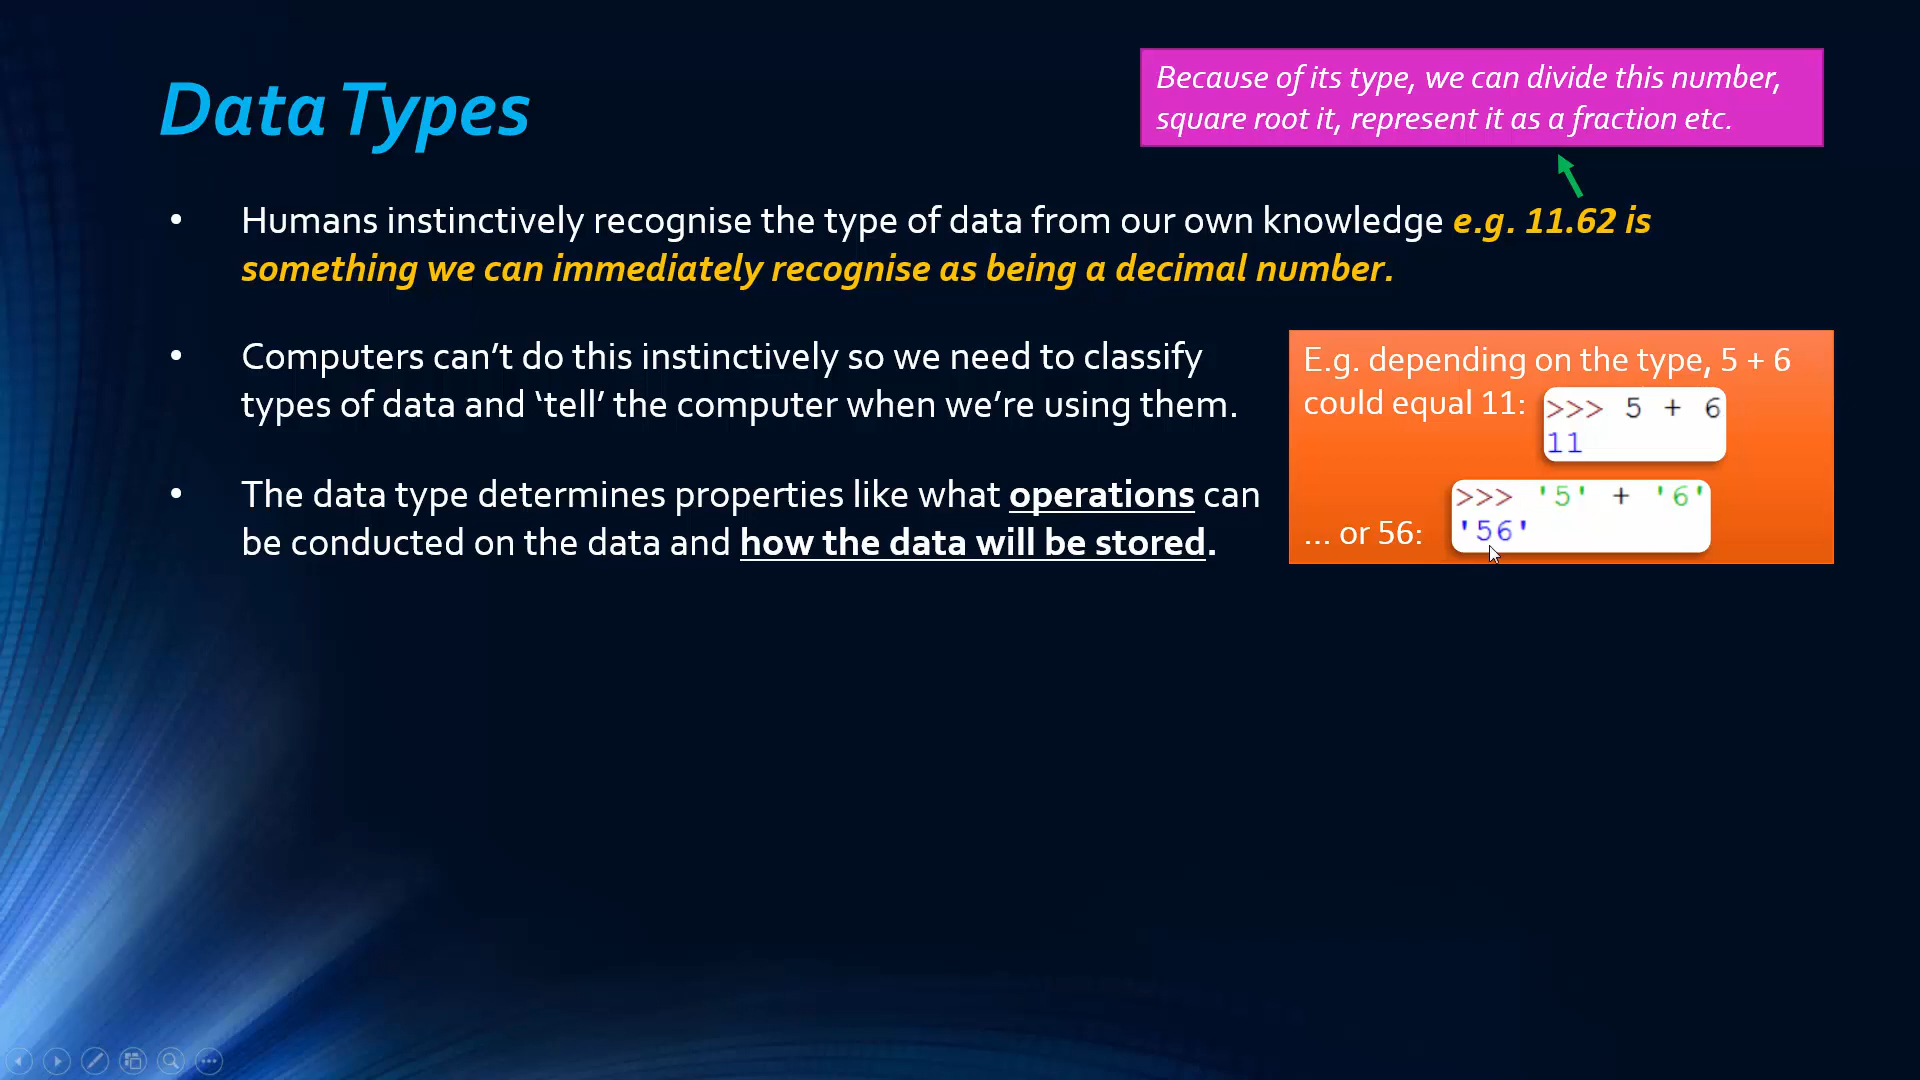 Data Types
Because of its type, we can divide this number,
square root it, represent it as a fraction etc.
• Humans instinctively recognise the type of data from our own knowledge e.g. 11.62 is
something we can immediately recognise as being a decimal number.
• Computers can’t do this instinctively so we need to classify
types of data and ‘tell’ the computer when we’re using them.
• The data type determines properties like what operations can
be conducted on the data and how the data will be stored.
E.g. depending on the type, 5 + 6
could equal 11:
>>> 5 + 6
11
... or 56:
>>> '5' + '6'
'56'